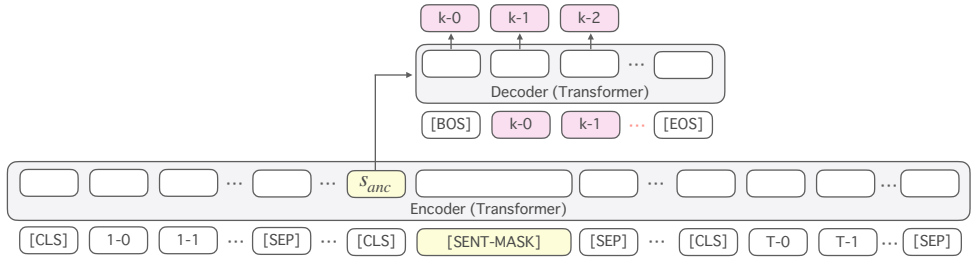 k-0 k-1 k-2
...
Decoder (Transformer)
[BOS] k-0 k-1 ... [EOS]
... ... Sanc ... ...
Encoder (Transformer)
[CLS] 1-0 1-1 ... [SEP] ... [CLS] [SENT-MASK] [SEP] ... [CLS] T-0 T-1 ... [SEP]